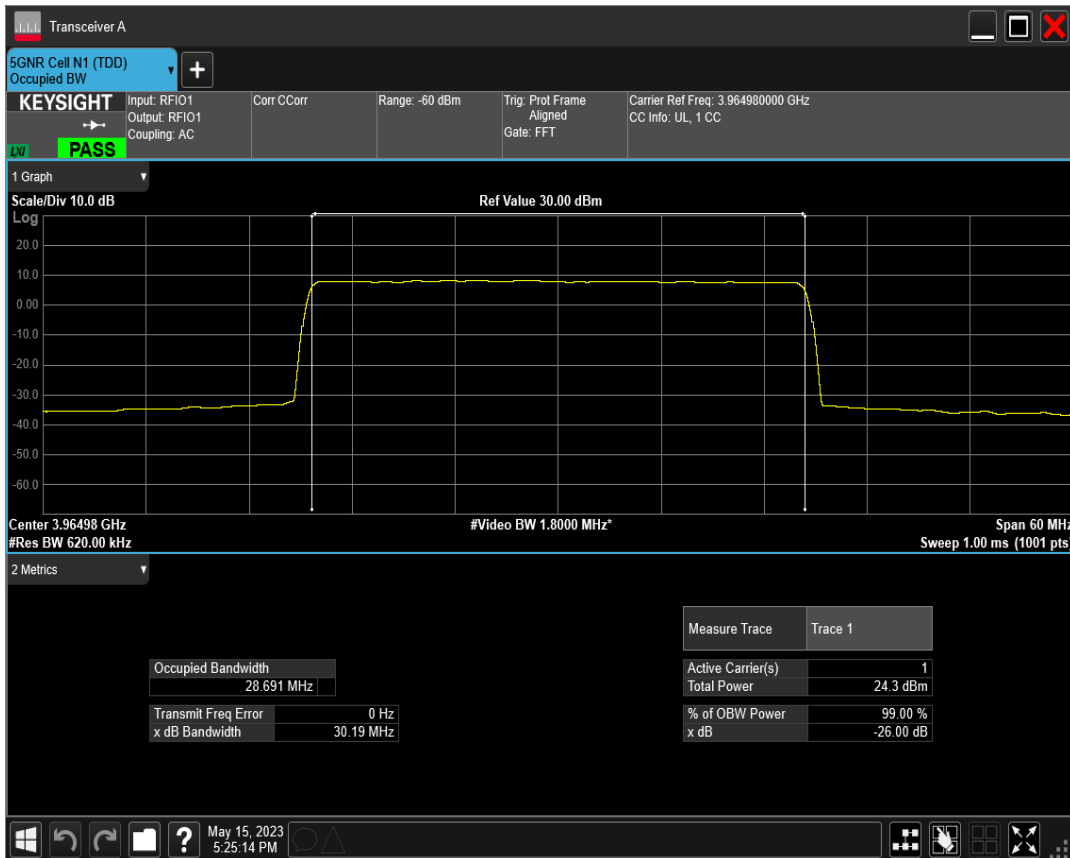 Transceiver A
5GNR Cell N1 (TDD)
Occupied BW
+
KEYSIGHT
LXI
PASS
Input: RFIO1
Output: RFIO1
Coupling: AC
Corr CCorr
Range: -60 dBm
Trig: Prot Frame
Aligned
Gate: FFT
Carrier Ref Freq: 3.964980000 GHz
CC Info: UL, 1 CC
1 Graph
Scale/Div 10.0 dB
Ref Value 30.00 dBm
Log
20.0
10.0
0.00
-10.0
-20.0
-30.0
-40.0
-50.0
-60.0
Center 3.96498 GHz
#Video BW 1.8000 MHz*
Span 60 MHz
#Res BW 620.00 kHz
Sweep 1.00 ms (1001 pts)
2 Metrics
Measure Trace Trace 1
Occupied Bandwidth
28.691 MHz
Active Carrier(s) 1
Total Power 24.3 dBm
Transmit Freq Error 0 Hz
x dB Bandwidth 30.19 MHz
% of OBW Power 99.00 %
x dB -26.00 dB
?
May 15, 2023
5:25:14 PM